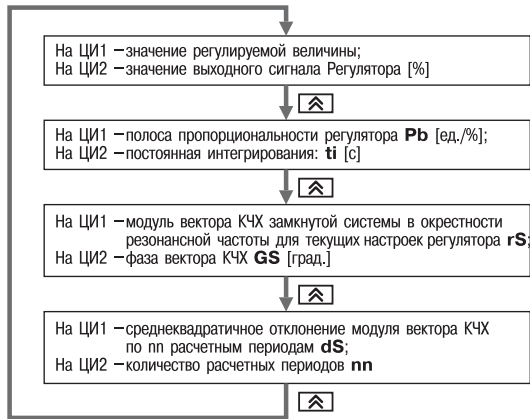 На ЦИ1 – значение регулируемой величины;
На ЦИ2 – значение выходного сигнала Регулятора [%]
На ЦИ1 – полоса пропорциональности регулятора Pb [ед./%];
На ЦИ2 – постоянная интегрирования: ti [с]
На ЦИ1 – модуль вектора КЧХ замкнутой системы в окрестности
резонансной частоты для текущих настроек регулятора rS;
На ЦИ2 – фаза вектора КЧХ GS [град.]
На ЦИ1 – среднеквадратичное отклонение модуля вектора КЧХ
по nn расчетным периодам dS;
На ЦИ2 – количество расчетных периодов nn